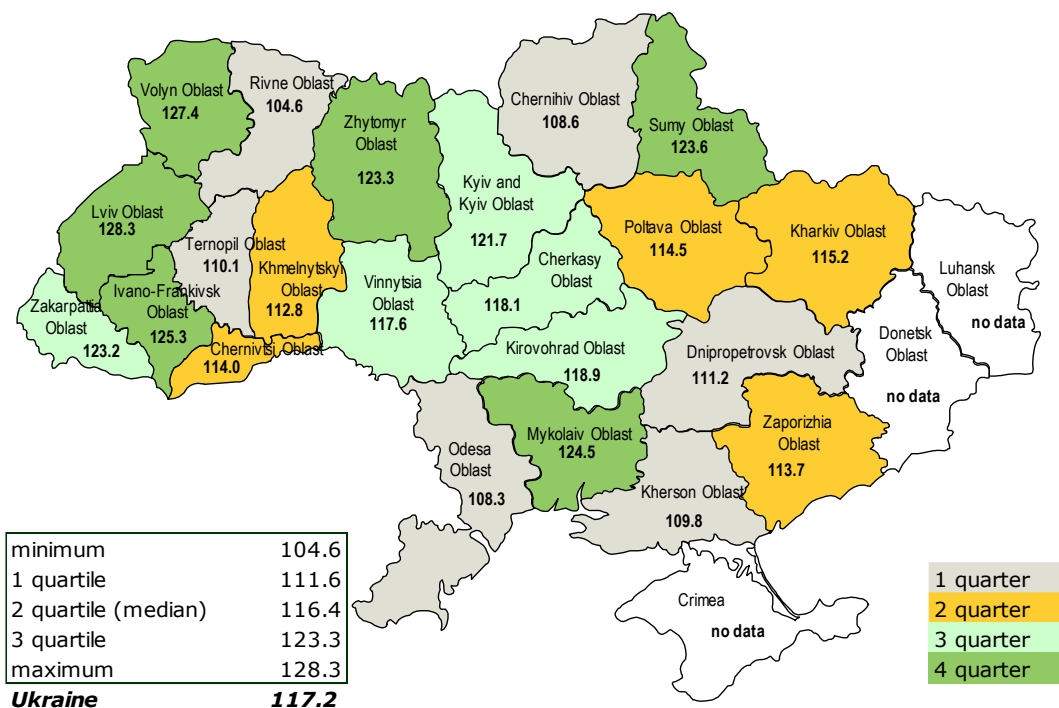 Volyn Oblast
127.4
Rivne Oblast
104.6
Zhytomyr
Oblast
123.3
Chernihiv Oblast
108.6
Sumy Oblast
123.6
Kyiv and
Kyiv Oblast
121.7
Lviv Oblast
128.3
Ternopil Oblast
110.1
Khmelnytskyi
Oblast
112.8
Poltava Oblast
114.5
Kharkiv Oblast
115.2
Luhansk
Oblast
no data
Cherkasy
Oblast
118.1
Vinnytsia
Oblast
117.6
Zakarpattia
Oblast
123.2
Ivano-Frankivsk
Oblast
125.3
Chernivtsi Oblast
114.0
Kirovohrad Oblast
118.9
Dnipropetrovsk Oblast
111.2
Donetsk
Oblast
no data
Odesa
Oblast
108.3
Mykolaiv Oblast
124.5
Zaporizhia
Oblast
113.7
Kherson Oblast
109.8
Crimea
no data
minimum 104.6
1 quartile 111.6
2 quartile (median) 116.4
3 quartile 123.3
maximum 128.3
Ukraine 117.2
1 quarter
2 quarter
3 quarter
4 quarter